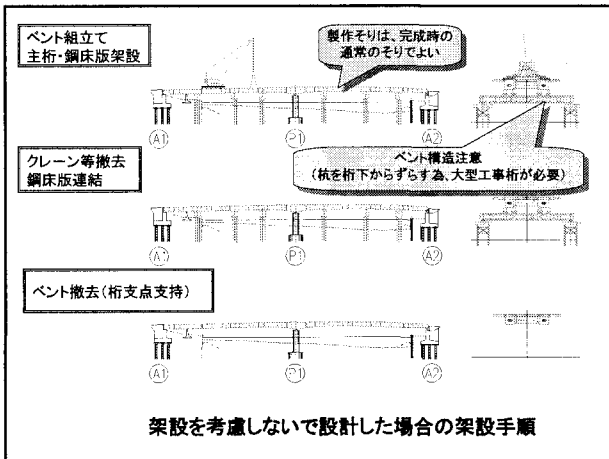 ベント組立て
主桁・鋼床版架設
製作そりは、完成時の
通常のそりでよい
A1
P1
A2
クレーン等撤去
鋼床版連結
ベント構造注意
(杭を桁下からずらす為、大型工事桁が必要)
A1
P1
A2
ベント撤去(桁支点支持)
A1
P1
A2
架設を考慮しないで設計した場合の架設手順